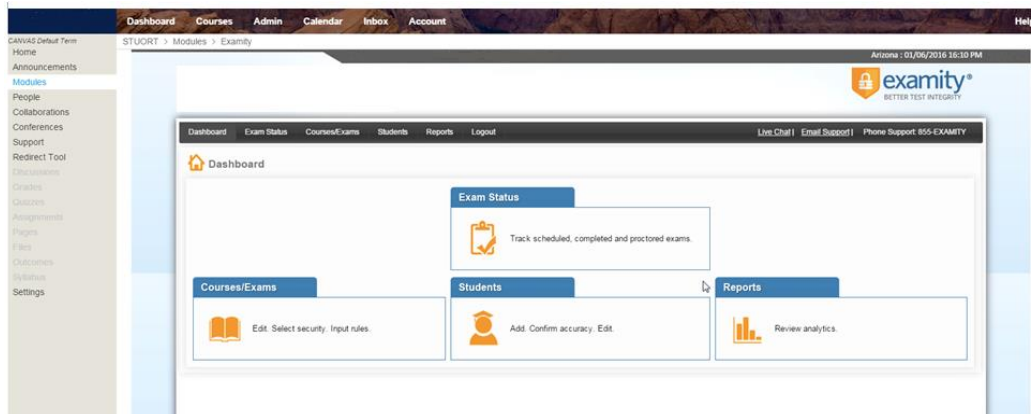 Dashboard Courses Admin Calendar Inbox Account Help
CANVAS Default Term
STUORT > Modules > Examity
Home
Announcements
Modules
People
Collaborations
Conferences
Support
Redirect Tool
Discussions
Grades
Quizzes
Assignments
Pages
Files
Outcomes
Syllabus
Settings
Arizona : 01/06/2016 16:10 PM
examity®
BETTER TEST INTEGRITY
Dashboard Exam Status Courses/Exams Students Reports Logout Live Chat | Email Support | Phone Support 855-EXAMITY
Dashboard
Exam Status
Track scheduled, completed and proctored exams.
Courses/Exams
Edit. Select security. Input rules.
Students
Add. Confirm accuracy. Edit.
Reports
Review analytics.